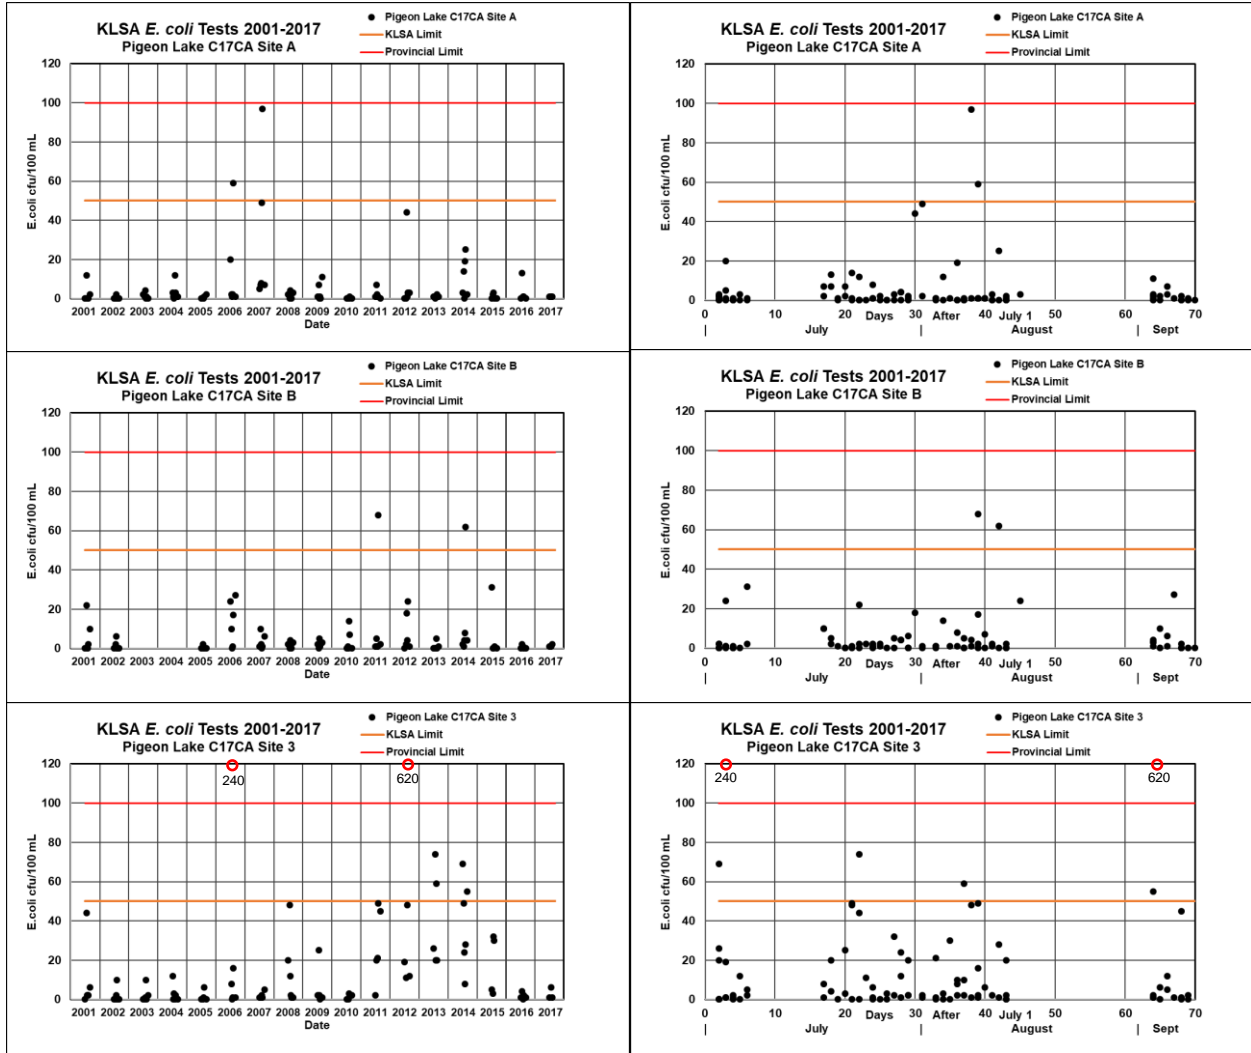 KLSA E. coli Tests 2001-2017
Pigeon Lake C17CA Site A
Pigeon Lake C17CA Site A
KLSA Limit
Provincial Limit
120
100
80
60
40
20
0
E.coli cfu/100 mL
2001 2002 2003 2004 2005 2006 2007 2008 2009 2010 2011 2012 2013 2014 2015 2016 2017
Date
KLSA E. coli Tests 2001-2017
Pigeon Lake C17CA Site A
Pigeon Lake C17CA Site A
KLSA Limit
Provincial Limit
120
100
80
60
40
20
0
E.coli cfu/100 mL
0 10 20 30 40 50 60 70
Days After July 1
| July | August | Sept
KLSA E. coli Tests 2001-2017
Pigeon Lake C17CA Site B
Pigeon Lake C17CA Site B
KLSA Limit
Provincial Limit
120
100
80
60
40
20
0
E.coli cfu/100 mL
2001 2002 2003 2004 2005 2006 2007 2008 2009 2010 2011 2012 2013 2014 2015 2016 2017
Date
KLSA E. coli Tests 2001-2017
Pigeon Lake C17CA Site B
Pigeon Lake C17CA Site B
KLSA Limit
Provincial Limit
120
100
80
60
40
20
0
E.coli cfu/100 mL
0 10 20 30 40 50 60 70
Days After July 1
| July | August | Sept
KLSA E. coli Tests 2001-2017
Pigeon Lake C17CA Site 3
Pigeon Lake C17CA Site 3
KLSA Limit
Provincial Limit
240 620
120
100
80
60
40
20
0
E.coli cfu/100 mL
2001 2002 2003 2004 2005 2006 2007 2008 2009 2010 2011 2012 2013 2014 2015 2016 2017
Date
KLSA E. coli Tests 2001-2017
Pigeon Lake C17CA Site 3
Pigeon Lake C17CA Site 3
KLSA Limit
Provincial Limit
240 620
120
100
80
60
40
20
0
E.coli cfu/100 mL
0 10 20 30 40 50 60 70
Days After July 1
| July | August | Sept